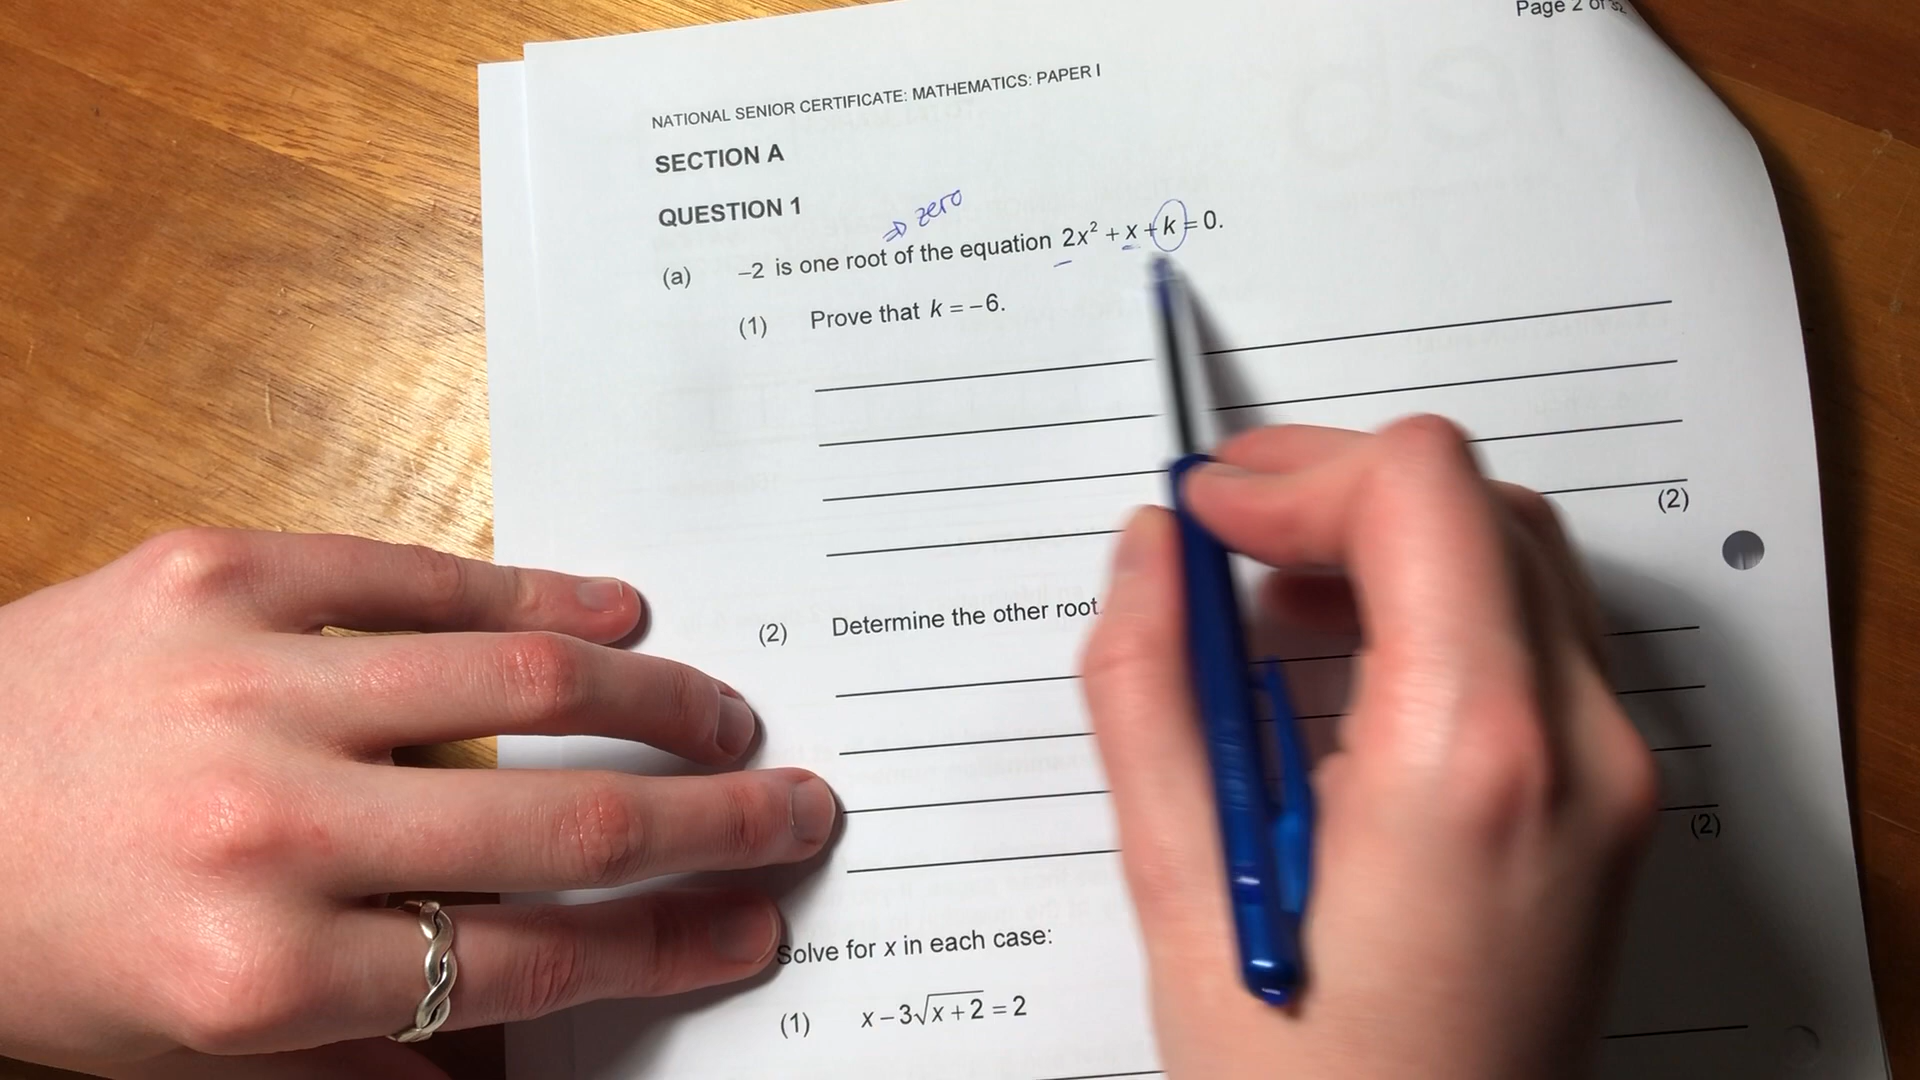 Page 2 of 32
NATIONAL SENIOR CERTIFICATE: MATHEMATICS: PAPER I
SECTION A
QUESTION 1
⇒ zero
(a) –2 is one root of the equation 2x² + x + k = 0.
(1) Prove that k = –6.
(2)
(2) Determine the other root.
(2)
Solve for x in each case:
(1) x – 3√(x + 2) = 2